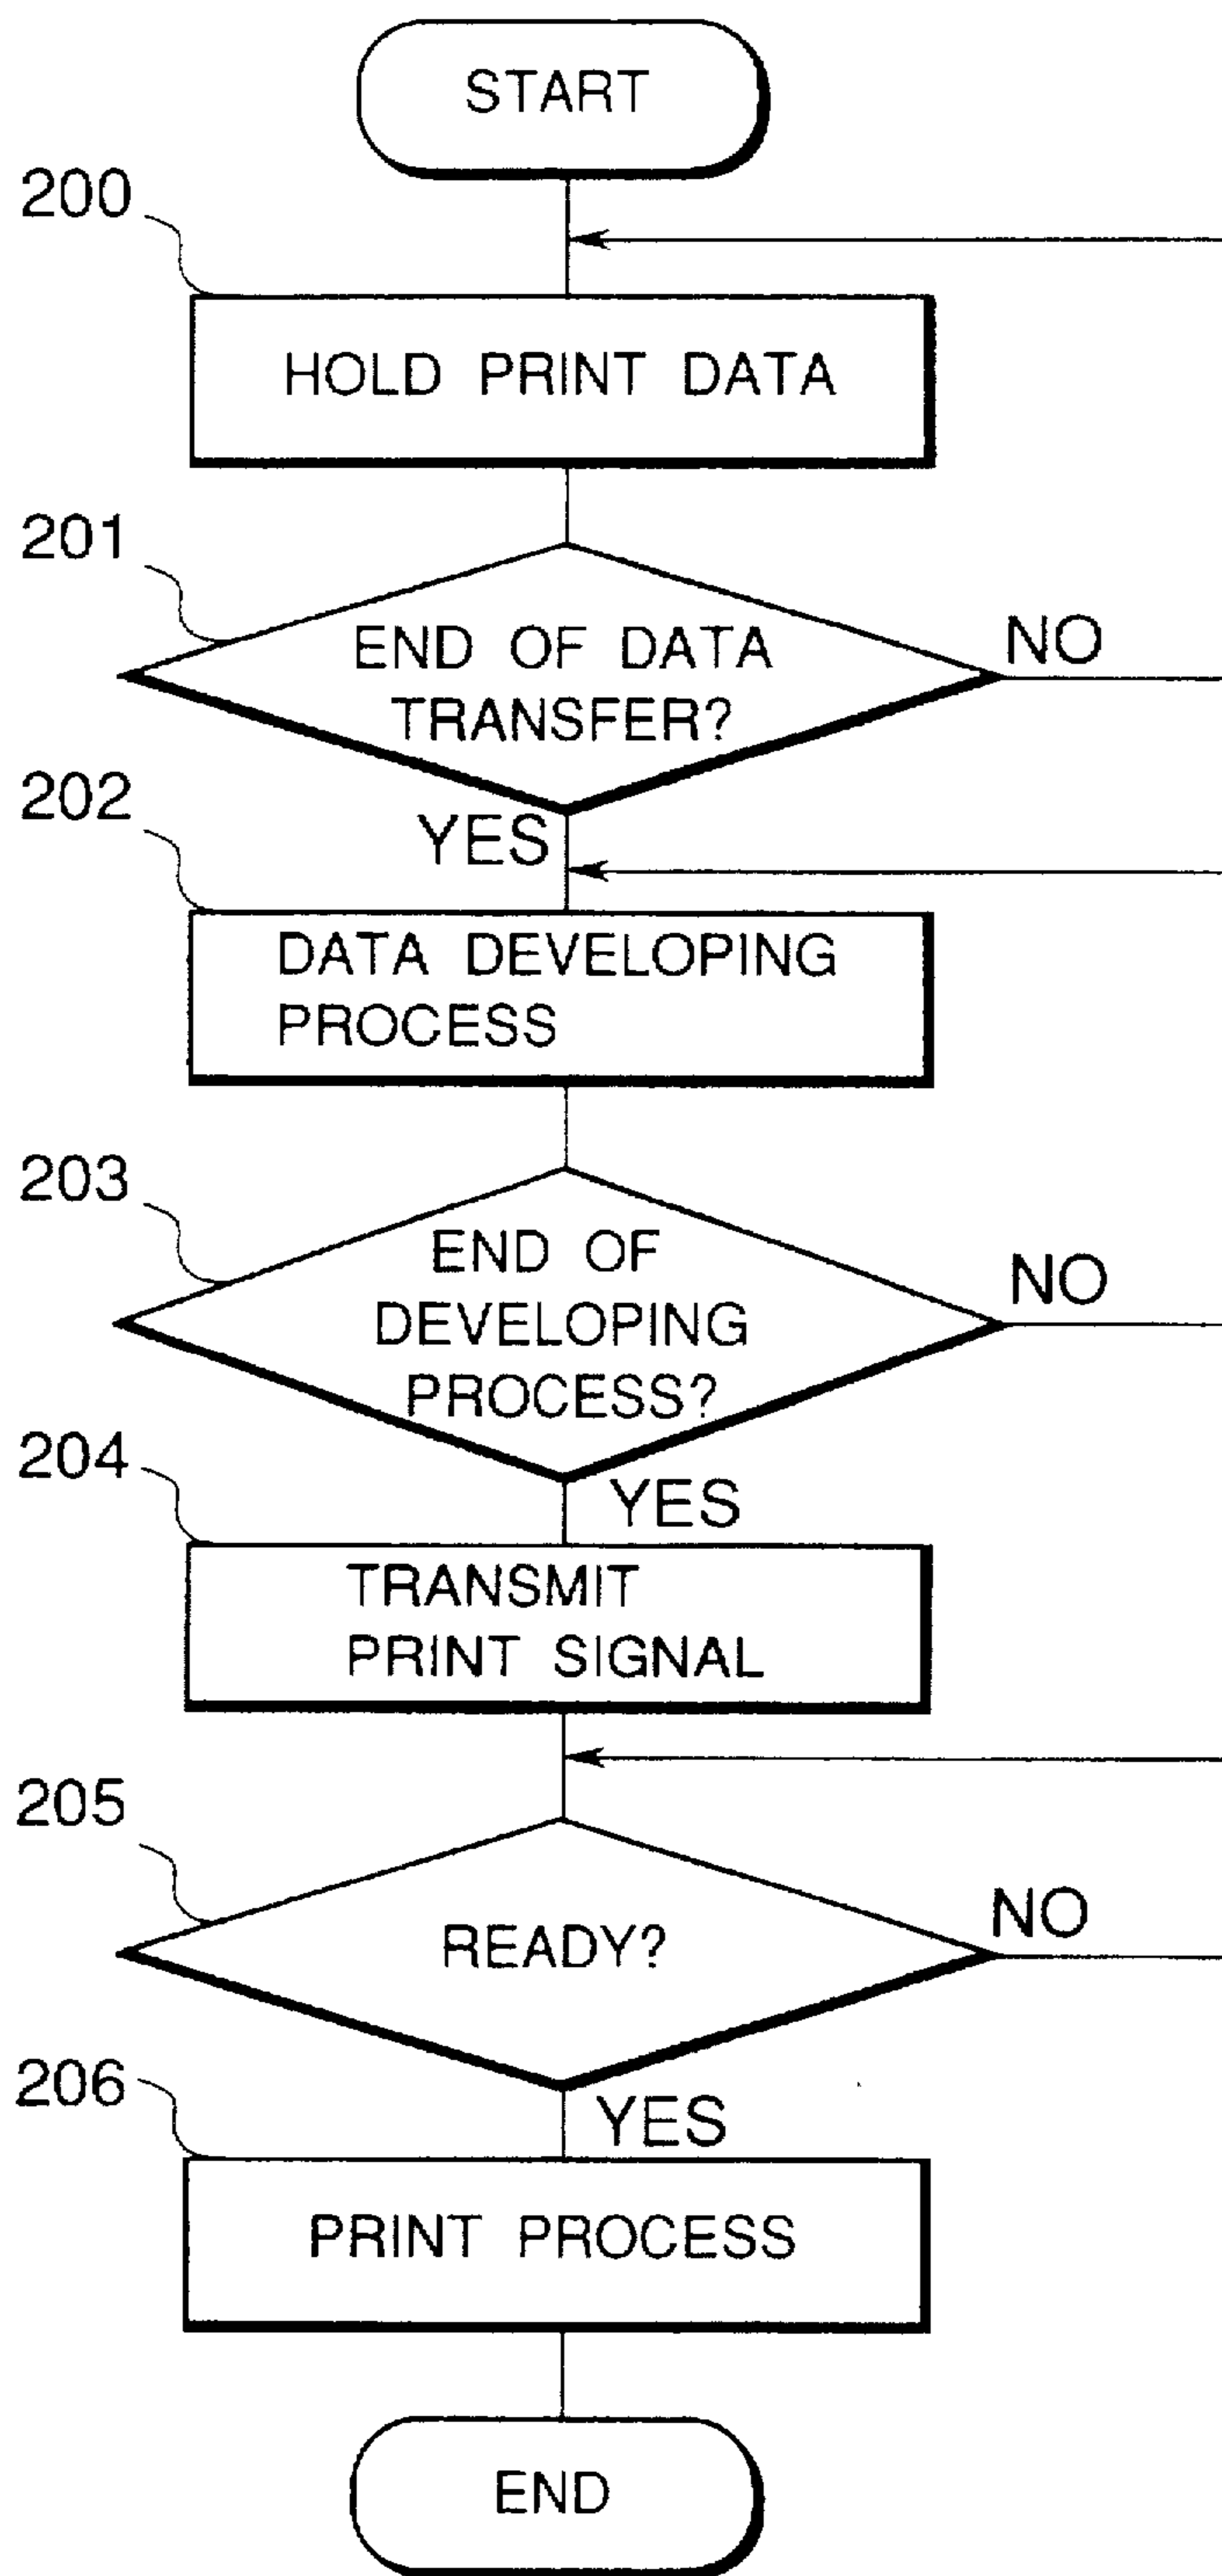 START
200
HOLD PRINT DATA
201
END OF DATA
TRANSFER?
NO
YES
202
DATA DEVELOPING
PROCESS
203
END OF
DEVELOPING
PROCESS?
NO
204
YES
TRANSMIT
PRINT SIGNAL
205
READY?
NO
206
YES
PRINT PROCESS
END